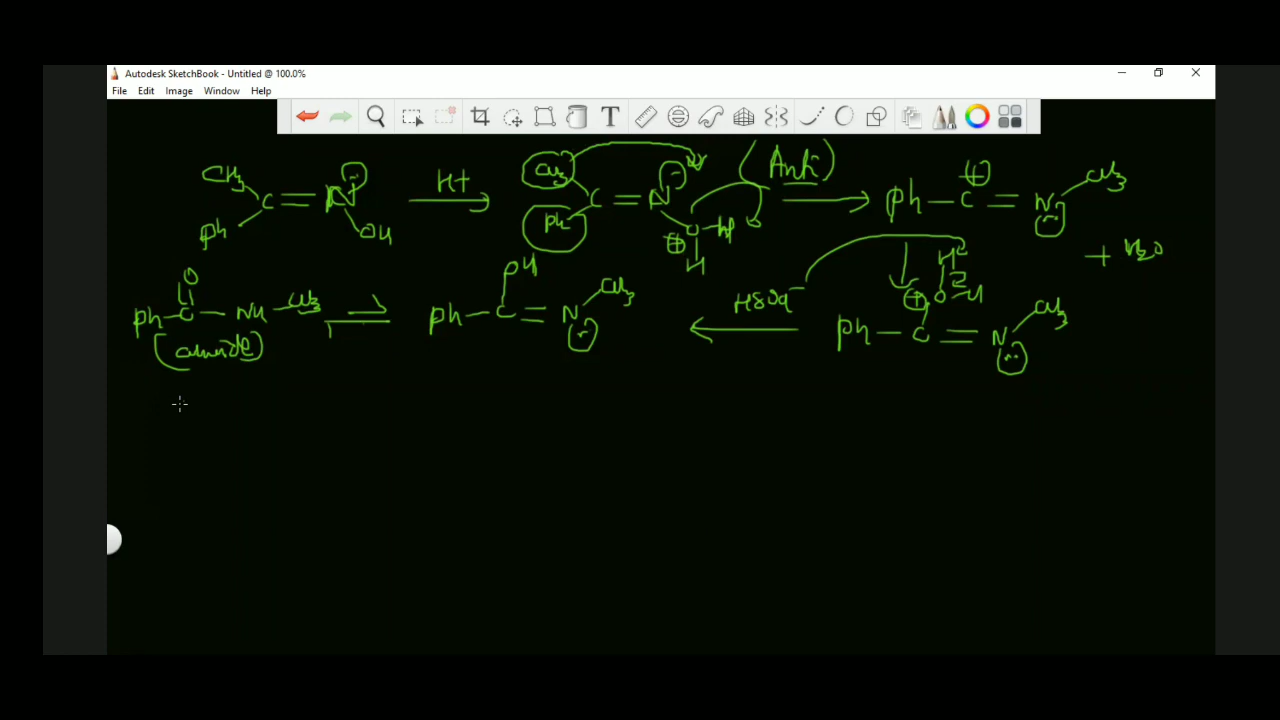 Autodesk SketchBook - Untitled @ 100.0%
File Edit Image Window Help
T
CH3 C = N OH Ph
H+
CH3 C = N Ph O H
(Anti)
Ph - C = N CH3
+ H2O
Ph - C - NH - CH3 O
(amide)
Ph - C = N CH3 OH
HSO4-
Ph - C = N CH3 O H H